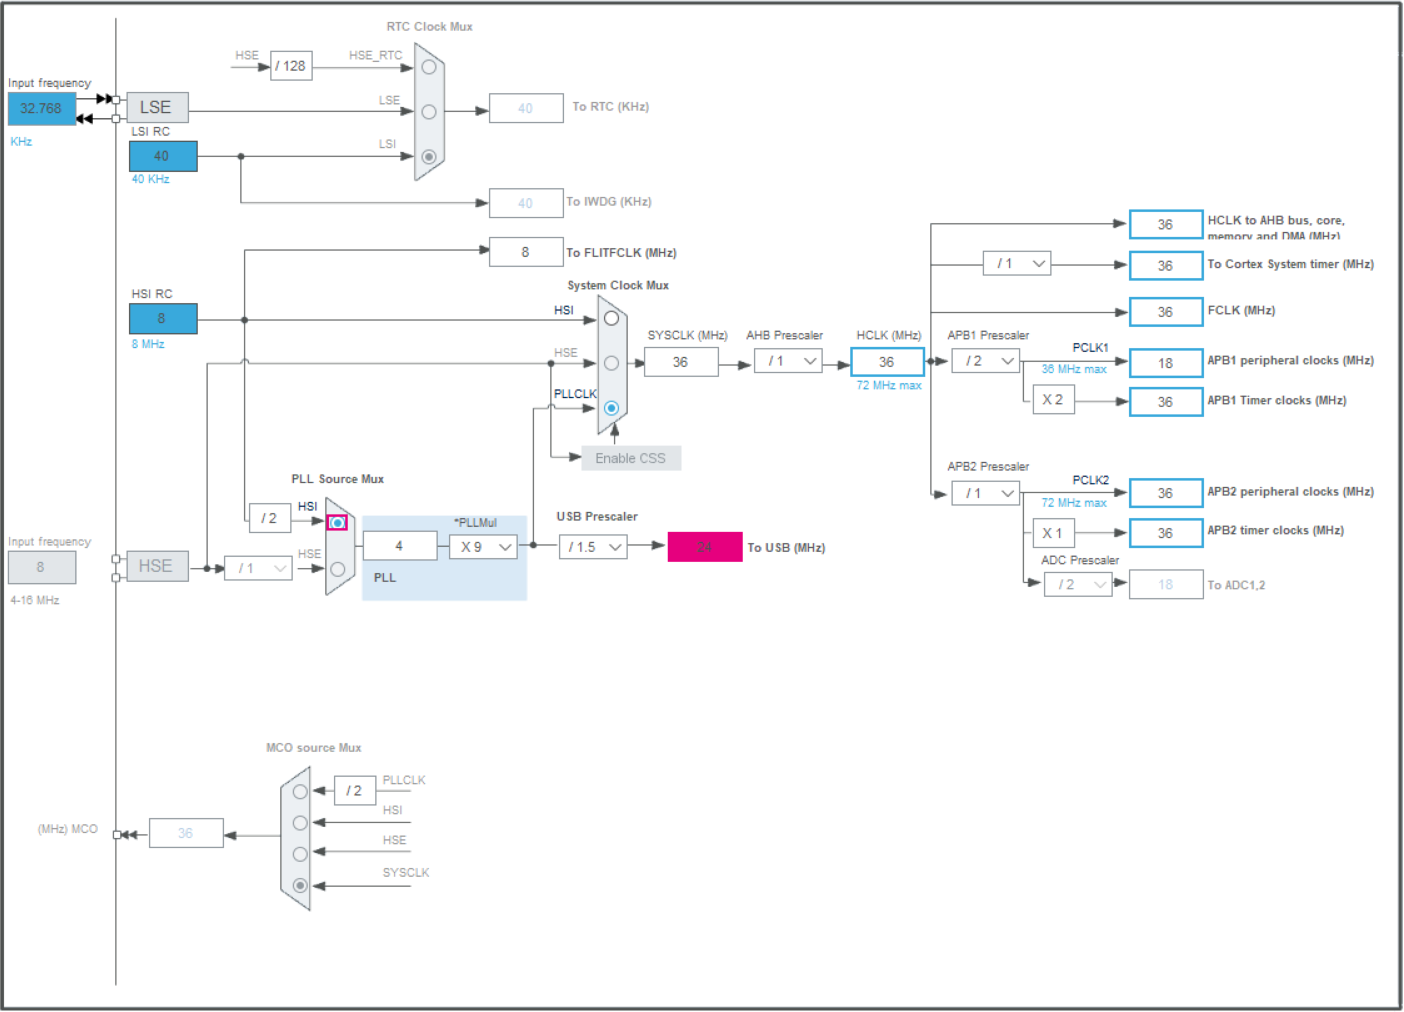 RTC Clock Mux
HSE
/ 128
HSE_RTC
Input frequency
32.768
KHz
LSE
LSE
40
To RTC (KHz)
LSI RC
40
40 KHz
LSI
40
To IWDG (KHz)
8
To FLITFCLK (MHz)
HCLK to AHB bus, core,
memory and DMA (MHz)
36
/ 1
36
To Cortex System timer (MHz)
System Clock Mux
HSI RC
8
8 MHz
HSI
36
FCLK (MHz)
SYSCLK (MHz)
AHB Prescaler
HCLK (MHz)
APB1 Prescaler
HSE
36
/ 1
36
72 MHz max
/ 2
PCLK1
36 MHz max
18
APB1 peripheral clocks (MHz)
PLLCLK
X 2
36
APB1 Timer clocks (MHz)
Enable CSS
APB2 Prescaler
/ 1
PCLK2
72 MHz max
36
APB2 peripheral clocks (MHz)
PLL Source Mux
HSI
/ 2
*PLLMul
USB Prescaler
X 1
36
APB2 timer clocks (MHz)
4
X 9
/ 1.5
24
To USB (MHz)
PLL
Input frequency
8
4-16 MHz
HSE
/ 1
HSE
ADC Prescaler
/ 2
18
To ADC1,2
MCO source Mux
PLLCLK
/ 2
HSI
(MHz) MCO
36
HSE
SYSCLK